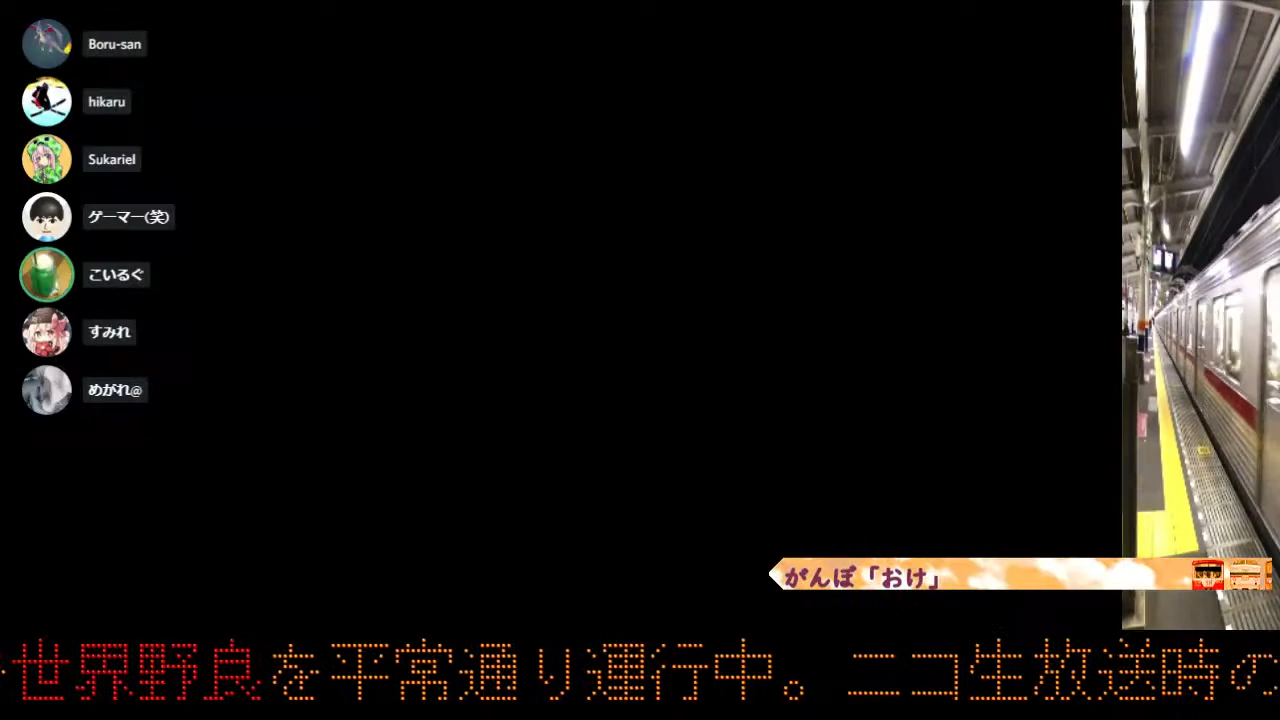 Boru-san
hikaru
Sukariel
ゲーマー(笑)
こいるぐ
すみれ
めがれ@
がんぽ「おけ」
世界野良を平常通り運行中。ニコ生放送時の